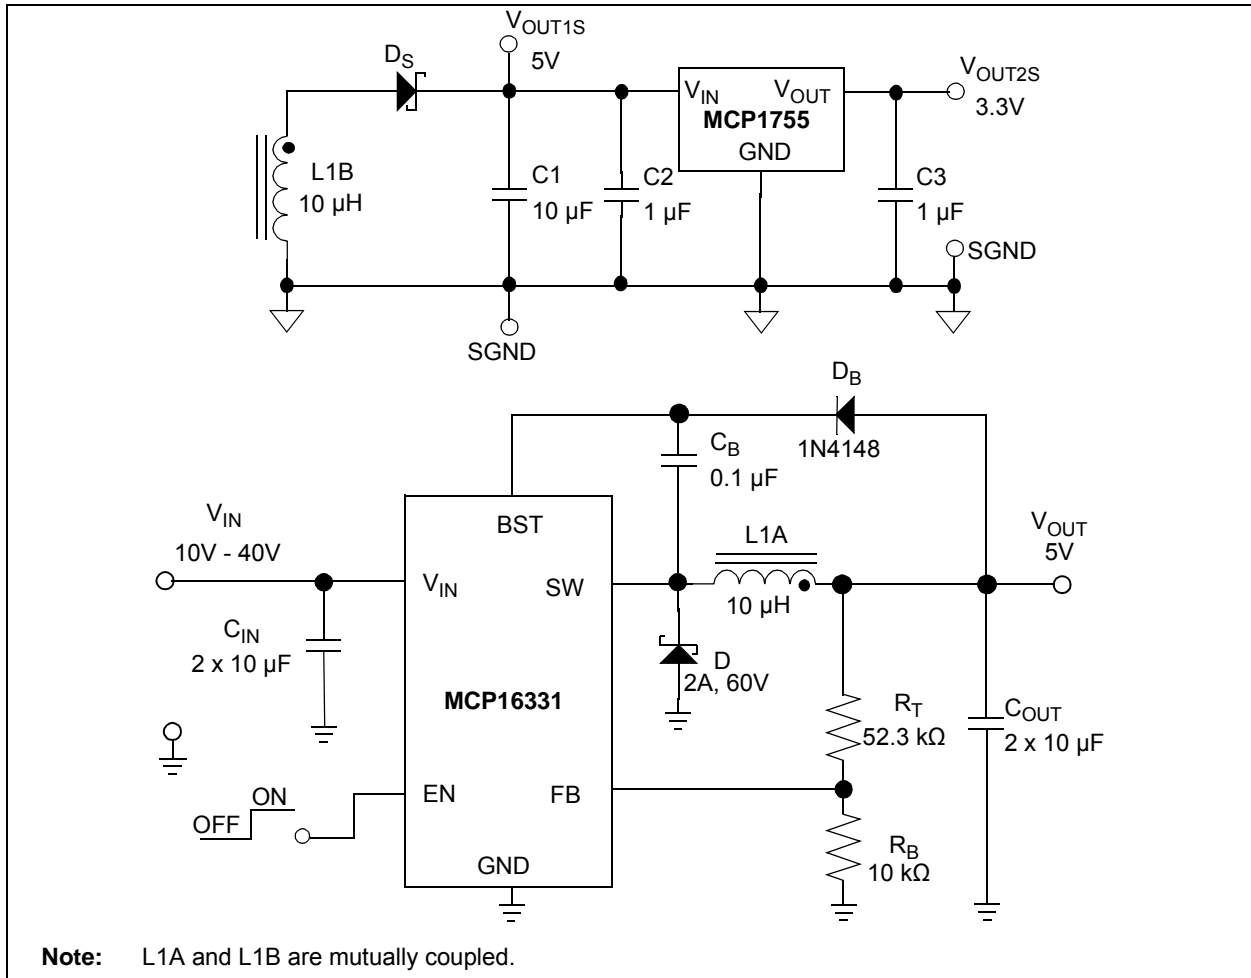 VOUT1S
5V
DS
VIN
VOUT
MCP1755
GND
VOUT2S
3.3V
L1B
10 µH
C1
10 µF
C2
1 µF
C3
1 µF
SGND
SGND
DB
1N4148
CB
0.1 µF
VIN
10V - 40V
BST
L1A
10 µH
VOUT
5V
VIN
SW
CIN
2 x 10 µF
D
2A, 60V
MCP16331
RT
52.3 kΩ
COUT
2 x 10 µF
ON
OFF
EN
FB
GND
RB
10 kΩ
Note: L1A and L1B are mutually coupled.